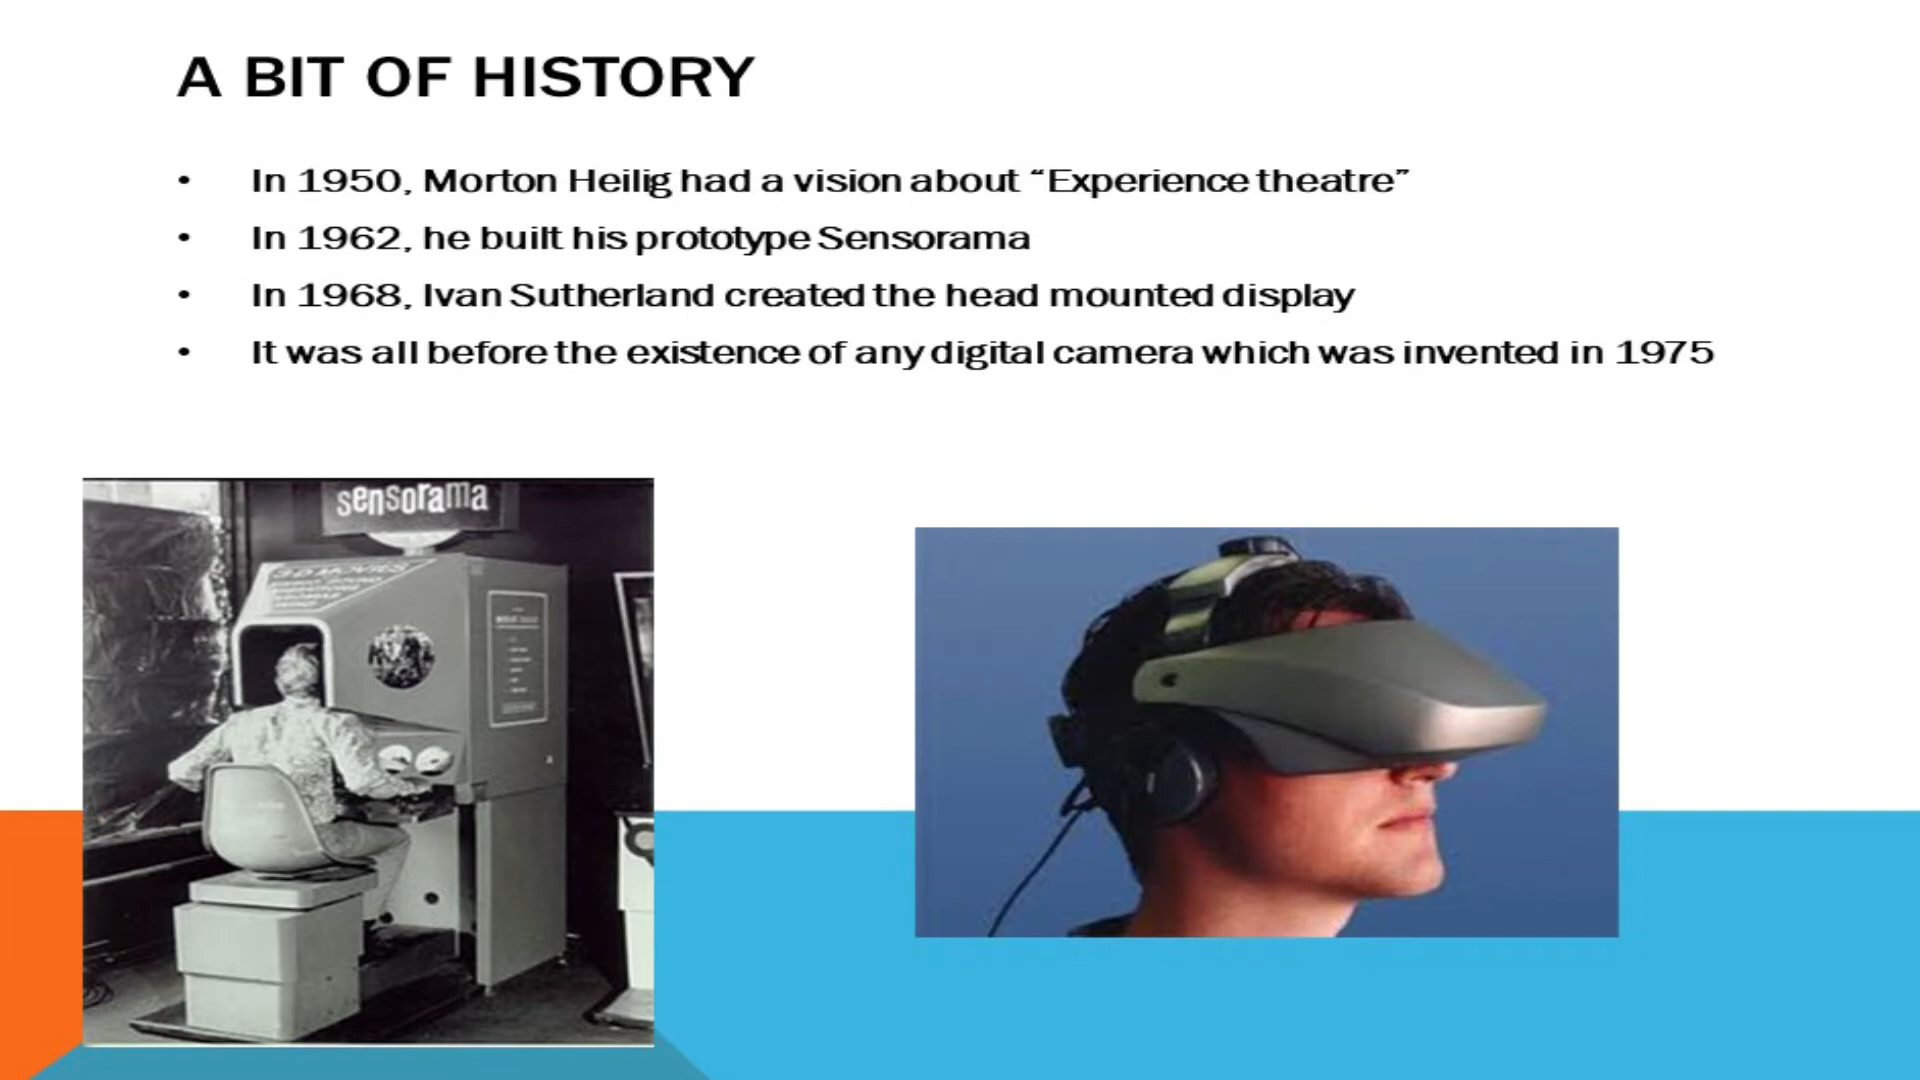 A BIT OF HISTORY
• In 1950, Morton Heilig had a vision about “Experience theatre”
• In 1962, he built his prototype Sensorama
• In 1968, Ivan Sutherland created the head mounted display
• It was all before the existence of any digital camera which was invented in 1975
sensorama
3-D MOVIES